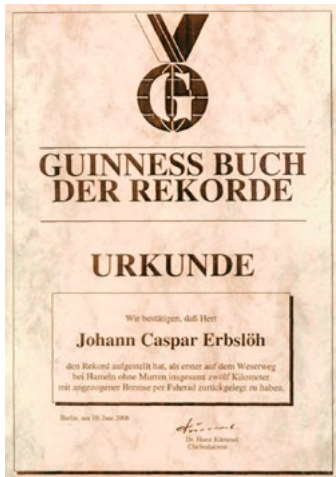 G
GUINNESS BUCH
DER REKORDE
URKUNDE
Wir bestätigen, daß Herr
Johann Caspar Erbslöh
den Rekord aufgestellt hat, als erster auf dem Weserweg
bei Hameln ohne Murren insgesamt zwölf Kilometer
mit angezogener Bremse per Fahrrad zurückgelegt zu haben.
Berlin, am 10. Juni 2006
Dr. Horst Kümmel
Chefredakteur